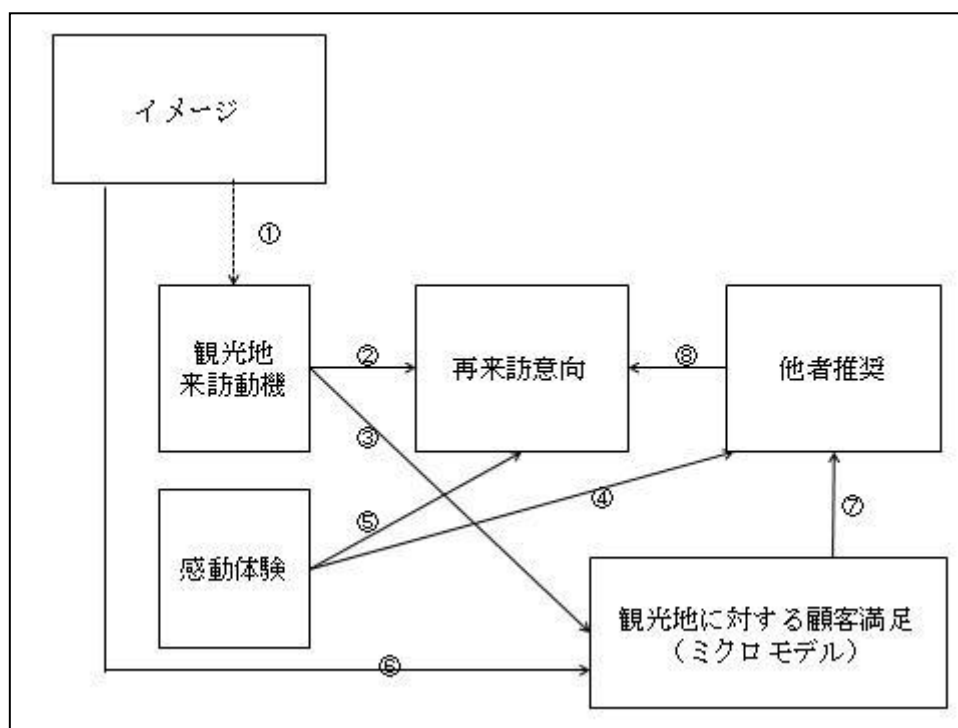 イメージ
①
観光地
来訪動機
②
再来訪意向
⑧
他者推奨
③
⑤
④
⑦
感動体験
観光地に対する顧客満足
(ミクロモデル)
⑥